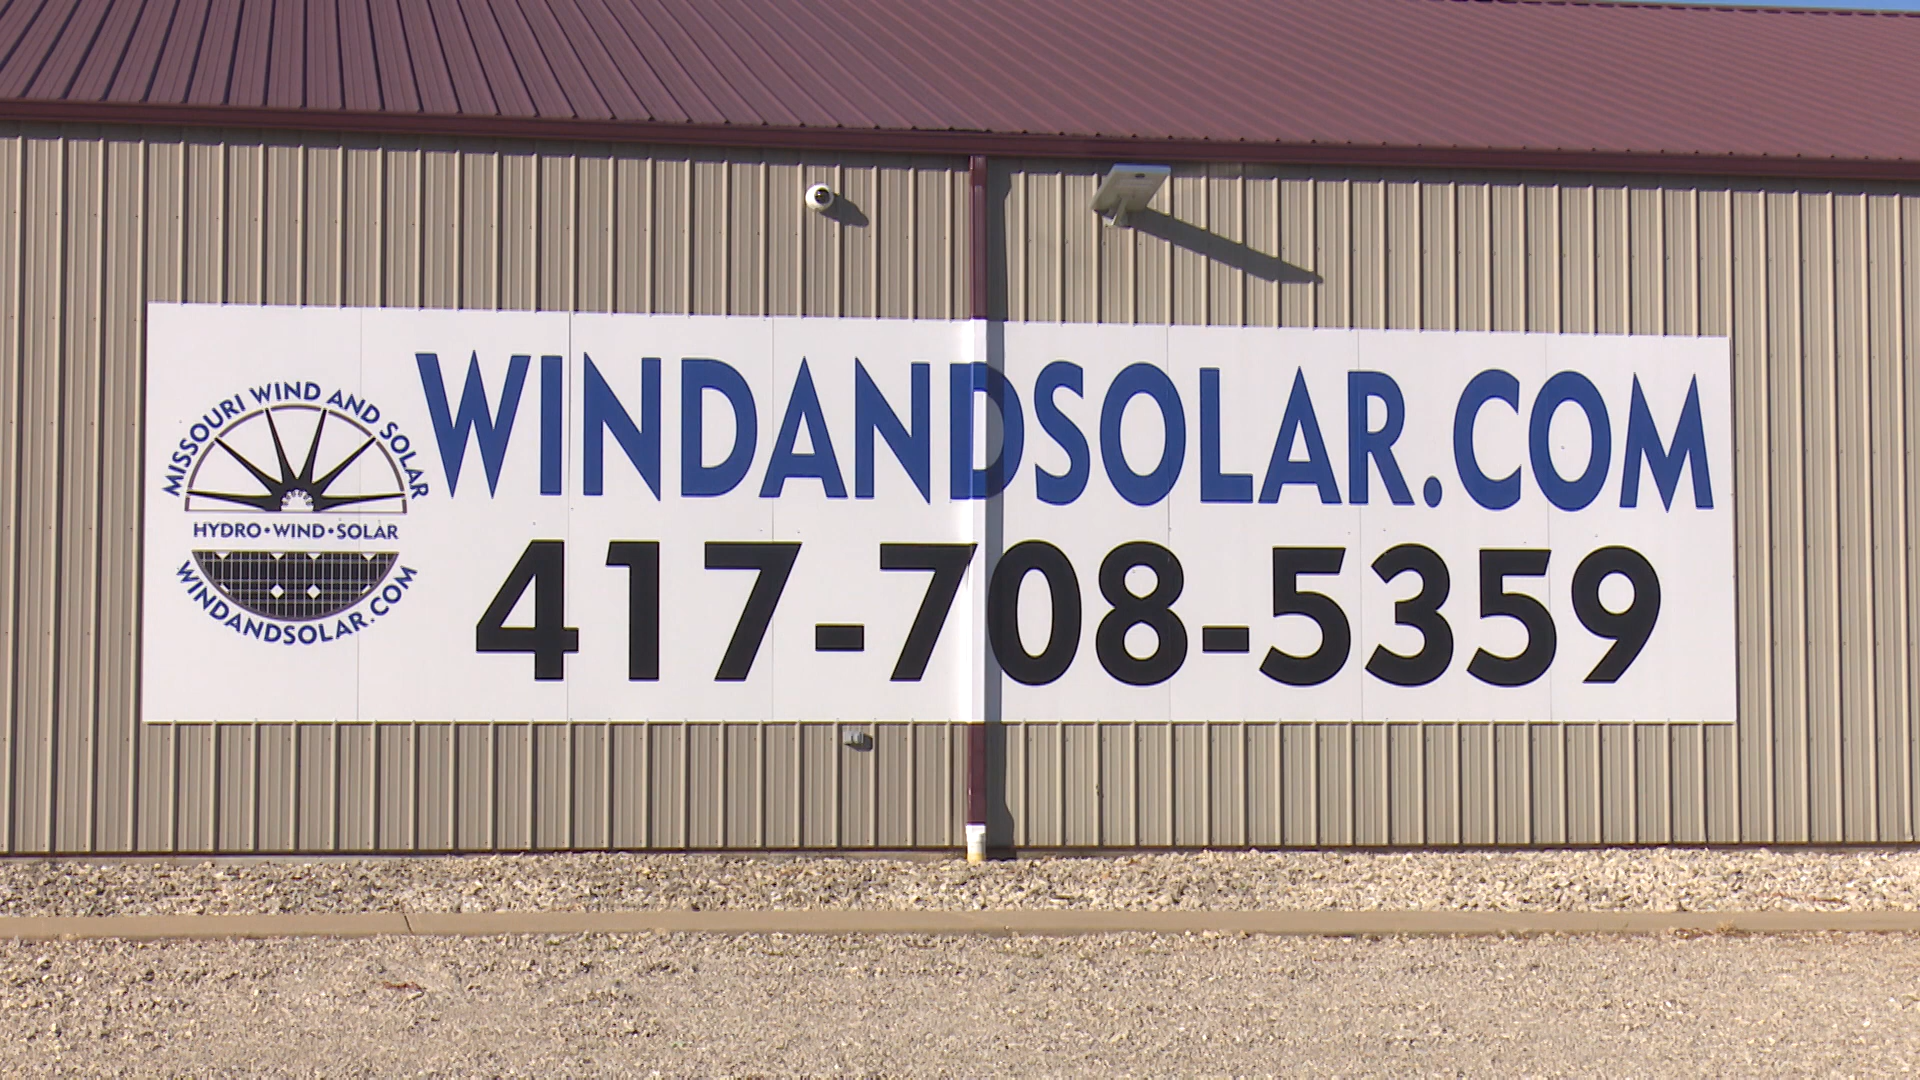 MISSOURI WIND AND SOLAR
HYDRO•WIND•SOLAR
WINDANDSOLAR.COM
WINDANDSOLAR.COM
417-708-5359